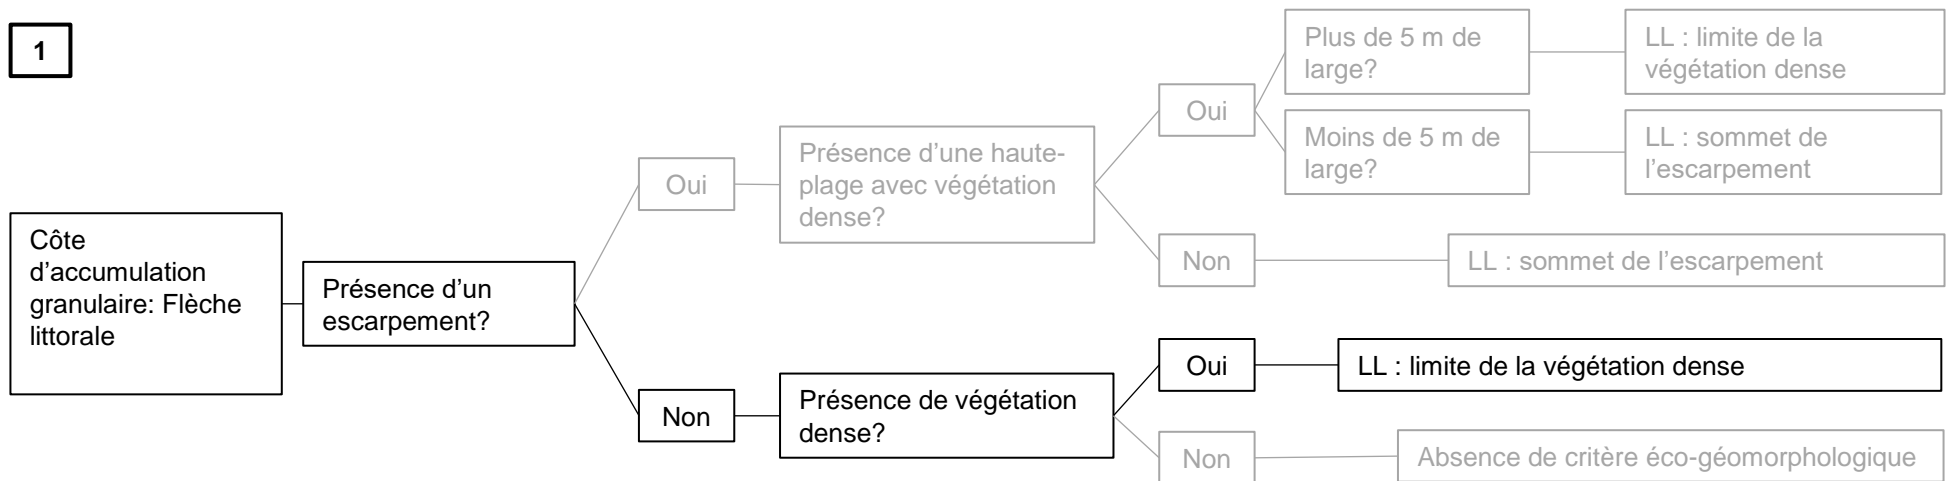 1
Plus de 5 m de
large?
LL : limite de la
végétation dense
Oui
Moins de 5 m de
large?
LL : sommet de
l'escarpement
Présence d'une haute-
plage avec végétation
dense?
Oui
Non
LL : sommet de l'escarpement
Côte
d'accumulation
granulaire: Flèche
littorale
Présence d'un
escarpement?
Non
Présence de végétation
dense?
Oui
LL : limite de la végétation dense
Non
Absence de critère éco-géomorphologique